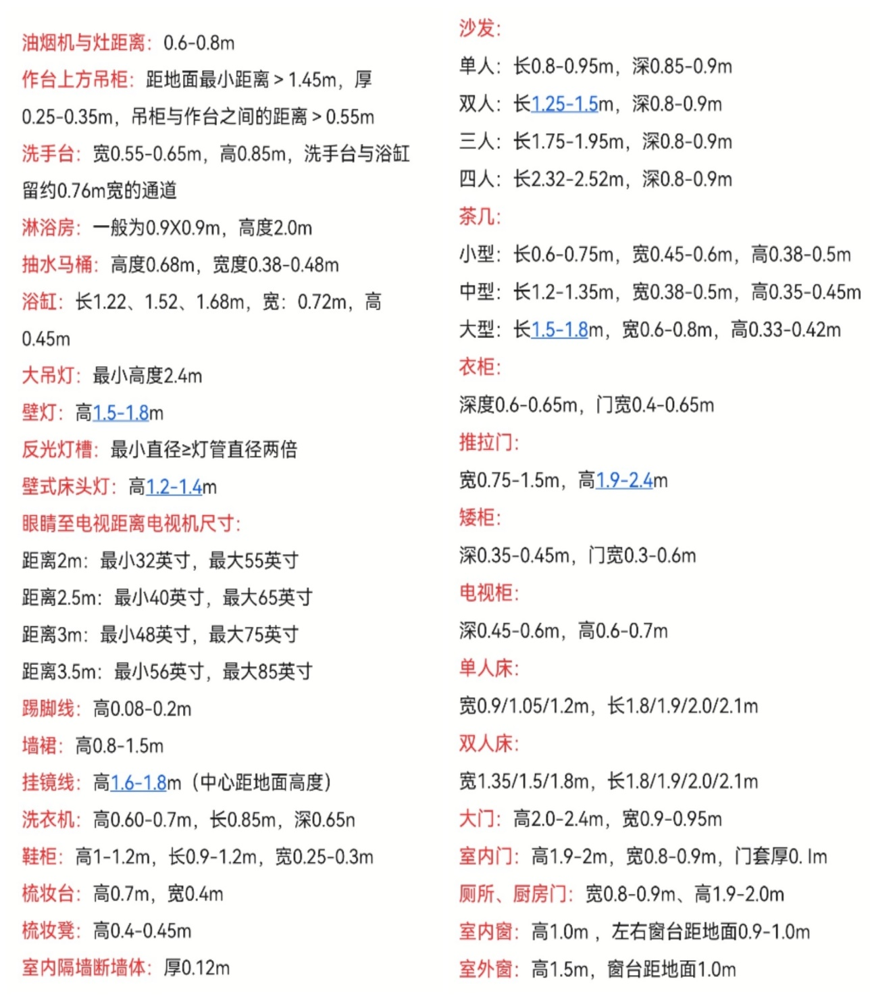 油烟机与灶距离：0.6-0.8m
作台上方吊柜：距地面最小距离＞1.45m，厚
0.25-0.35m，吊柜与作台之间的距离＞0.55m
洗手台：宽0.55-0.65m，高0.85m，洗手台与浴缸
留约0.76m宽的通道
淋浴房：一般为0.9X0.9m，高度2.0m
抽水马桶：高度0.68m，宽度0.38-0.48m
浴缸：长1.22、1.52、1.68m，宽：0.72m，高
0.45m
大吊灯：最小高度2.4m
壁灯：高1.5-1.8m
反光灯槽：最小直径≥灯管直径两倍
壁式床头灯：高1.2-1.4m
眼睛至电视距离电视机尺寸：
距离2m：最小32英寸，最大55英寸
距离2.5m：最小40英寸，最大65英寸
距离3m：最小48英寸，最大75英寸
距离3.5m：最小56英寸，最大85英寸
踢脚线：高0.08-0.2m
墙裙：高0.8-1.5m
挂镜线：高1.6-1.8m（中心距地面高度）
洗衣机：高0.60-0.7m，长0.85m，深0.65n
鞋柜：高1-1.2m，长0.9-1.2m，宽0.25-0.3m
梳妆台：高0.7m，宽0.4m
梳妆凳：高0.4-0.45m
室内隔墙断墙体：厚0.12m
沙发：
单人：长0.8-0.95m，深0.85-0.9m
双人：长1.25-1.5m，深0.8-0.9m
三人：长1.75-1.95m，深0.8-0.9m
四人：长2.32-2.52m，深0.8-0.9m
茶几：
小型：长0.6-0.75m，宽0.45-0.6m，高0.38-0.5m
中型：长1.2-1.35m，宽0.38-0.5m，高0.35-0.45m
大型：长1.5-1.8m，宽0.6-0.8m，高0.33-0.42m
衣柜：
深度0.6-0.65m，门宽0.4-0.65m
推拉门：
宽0.75-1.5m，高1.9-2.4m
矮柜：
深0.35-0.45m，门宽0.3-0.6m
电视柜：
深0.45-0.6m，高0.6-0.7m
单人床：
宽0.9/1.05/1.2m，长1.8/1.9/2.0/2.1m
双人床：
宽1.35/1.5/1.8m，长1.8/1.9/2.0/2.1m
大门：高2.0-2.4m，宽0.9-0.95m
室内门：高1.9-2m，宽0.8-0.9m，门套厚0. lm
厕所、厨房门：宽0.8-0.9m、高1.9-2.0m
室内窗：高1.0m ，左右窗台距地面0.9-1.0m
室外窗：高1.5m，窗台距地面1.0m